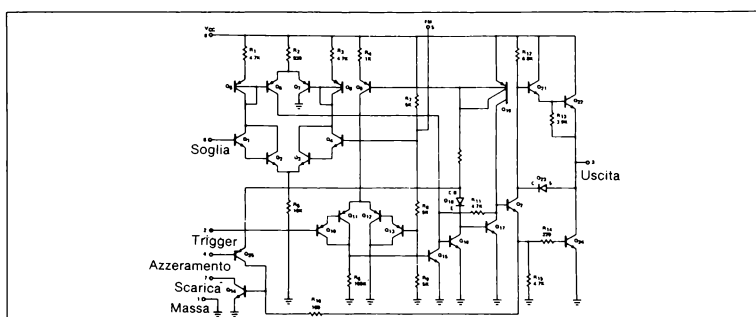 VCC
8
FM
5
R1
4.7K
R2
830
R3
4.7K
R4
1K
R12
6.8K
Q5
Q6
Q7
Q8
Q9
R7
5K
Q19
Q21
Q22
R13
3.9K
6
Soglia
Q1
Q2
Q3
Q4
3
Uscita
Q23
C
B
E
Q18
R11
4.7K
R5
10K
R8
5K
2
Trigger
Q10
Q11
Q12
Q13
R14
220
Q24
4
Azzeramento
Q25
Q15
Q16
Q17
7
Scarica
Q14
R6
100K
R9
5K
R15
4.7K
1
Massa
R10